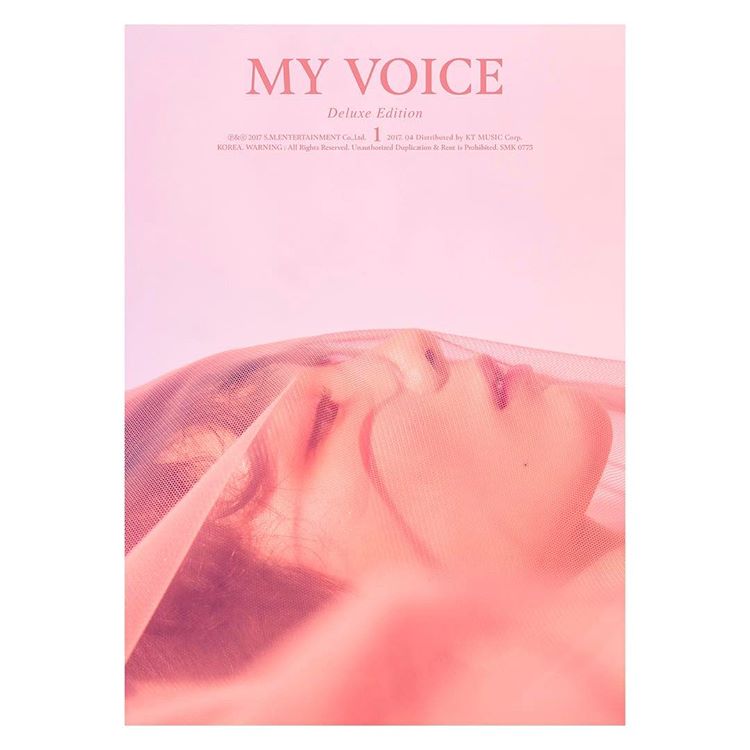 MY VOICE
Deluxe Edition
℗&© 2017 S.M.ENTERTAINMENT Co.,Ltd. 1 2017. 04 Distributed by KT MUSIC Corp.
KOREA. WARNING : All Rights Reserved. Unauthorized Duplication & Rent is Prohibited. SMK 0775